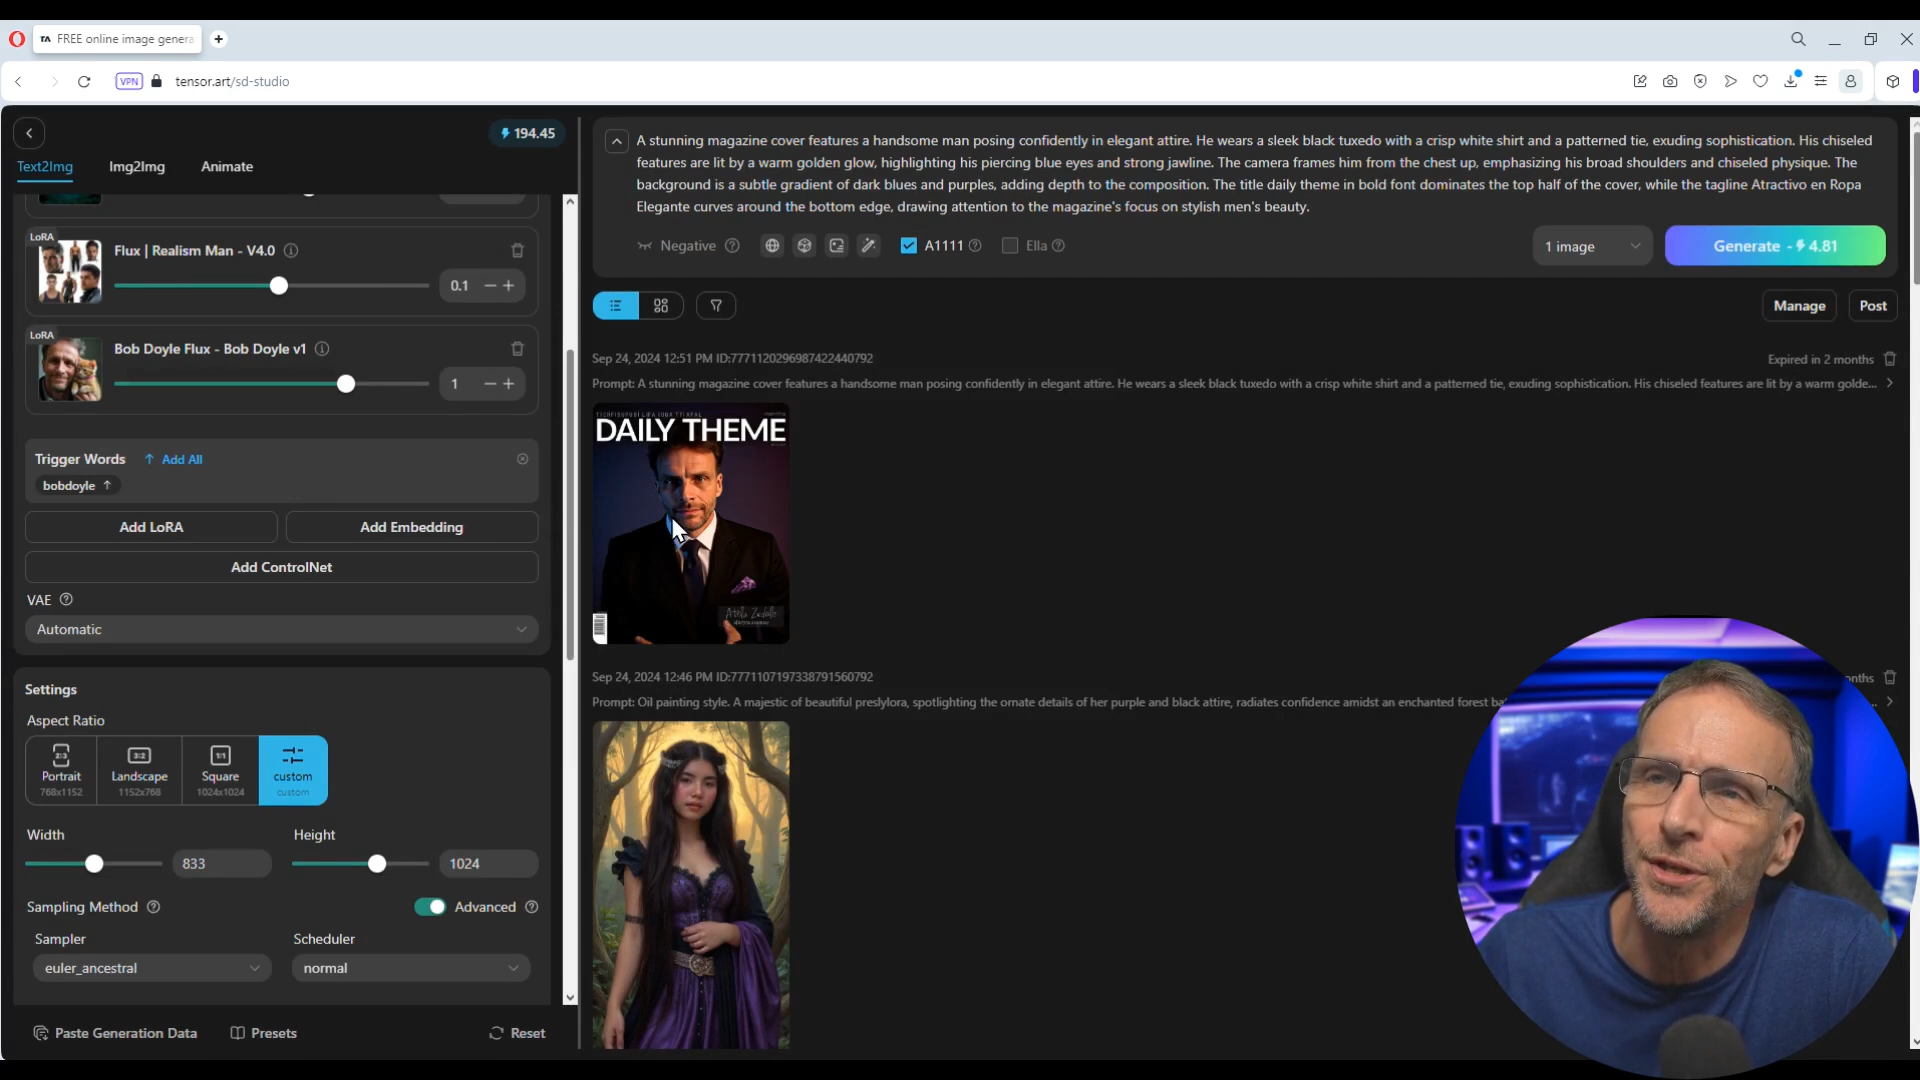 FREE online image genera
VPN
tensor.art/sd-studio
194.45
Text2Img
Img2Img
Animate
LoRA
Flux | Realism Man - V4.0
0.1
LoRA
Bob Doyle Flux - Bob Doyle v1
1
Trigger Words
Add All
bobdoyle
Add LoRA
Add Embedding
Add ControlNet
VAE
Automatic
Settings
Aspect Ratio
2:3
3:2
1:1
Portrait
Landscape
Square
custom
768x1152
1152x768
1024x1024
custom
Width
Height
833
1024
Sampling Method
Advanced
Sampler
Scheduler
euler_ancestral
normal
Paste Generation Data
Presets
Reset
A stunning magazine cover features a handsome man posing confidently in elegant attire. He wears a sleek black tuxedo with a crisp white shirt and a patterned tie, exuding sophistication. His chiseled
features are lit by a warm golden glow, highlighting his piercing blue eyes and strong jawline. The camera frames him from the chest up, emphasizing his broad shoulders and chiseled physique. The
background is a subtle gradient of dark blues and purples, adding depth to the composition. The title daily theme in bold font dominates the top half of the cover, while the tagline Atractivo en Ropa
Elegante curves around the bottom edge, drawing attention to the magazine's focus on stylish men's beauty.
Negative
A1111
Ella
1 image
Generate - 4.81
Manage
Post
Sep 24, 2024 12:51 PM ID:777112029698742244​0792
Expired in 2 months
Prompt: A stunning magazine cover features a handsome man posing confidently in elegant attire. He wears a sleek black tuxedo with a crisp white shirt and a patterned tie, exuding sophistication. His chiseled features are lit by a warm golde...
DAILY THEME
Sep 24, 2024 12:46 PM ID:777110719733879156​0792
onths
Prompt: Oil painting style. A majestic of beautiful preslylora, spotlighting the ornate details of her purple and black attire, radiates confidence amidst an enchanted forest ba